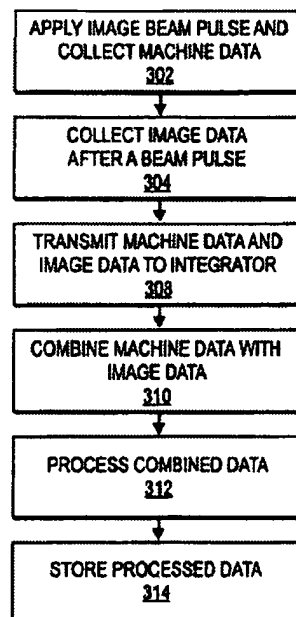 APPLY IMAGE BEAM PULSE AND
COLLECT MACHINE DATA
302
COLLECT IMAGE DATA
AFTER A BEAM PULSE
304
TRANSMIT MACHINE DATA AND
IMAGE DATA TO INTEGRATOR
308
COMBINE MACHINE DATA WITH
IMAGE DATA
310
PROCESS COMBINED DATA
312
STORE PROCESSED DATA
314